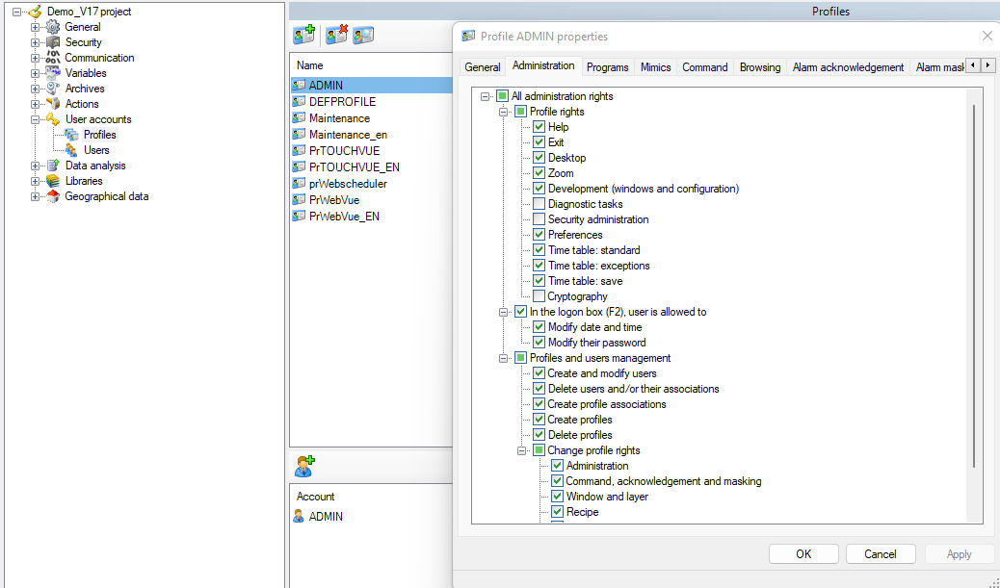 Demo_V17 project
General
Security
Communication
Variables
Archives
Actions
User accounts
Profiles
Users
Data analysis
Libraries
Geographical data
Profiles
Name
ADMIN
DEFPROFILE
Maintenance
Maintenance_en
PrTOUCHVUE
PrTOUCHVUE_EN
prWebscheduler
PrWebVue
PrWebVue_EN
Account
ADMIN
Profile ADMIN properties
General Administration Programs Mimics Command Browsing Alarm acknowledgement Alarm mask
All administration rights
Profile rights
Help
Exit
Desktop
Zoom
Development (windows and configuration)
Diagnostic tasks
Security administration
Preferences
Time table: standard
Time table: exceptions
Time table: save
Cryptography
In the logon box (F2), user is allowed to
Modify date and time
Modify their password
Profiles and users management
Create and modify users
Delete users and/or their associations
Create profile associations
Create profiles
Delete profiles
Change profile rights
Administration
Command, acknowledgement and masking
Window and layer
Recipe
OK Cancel Apply